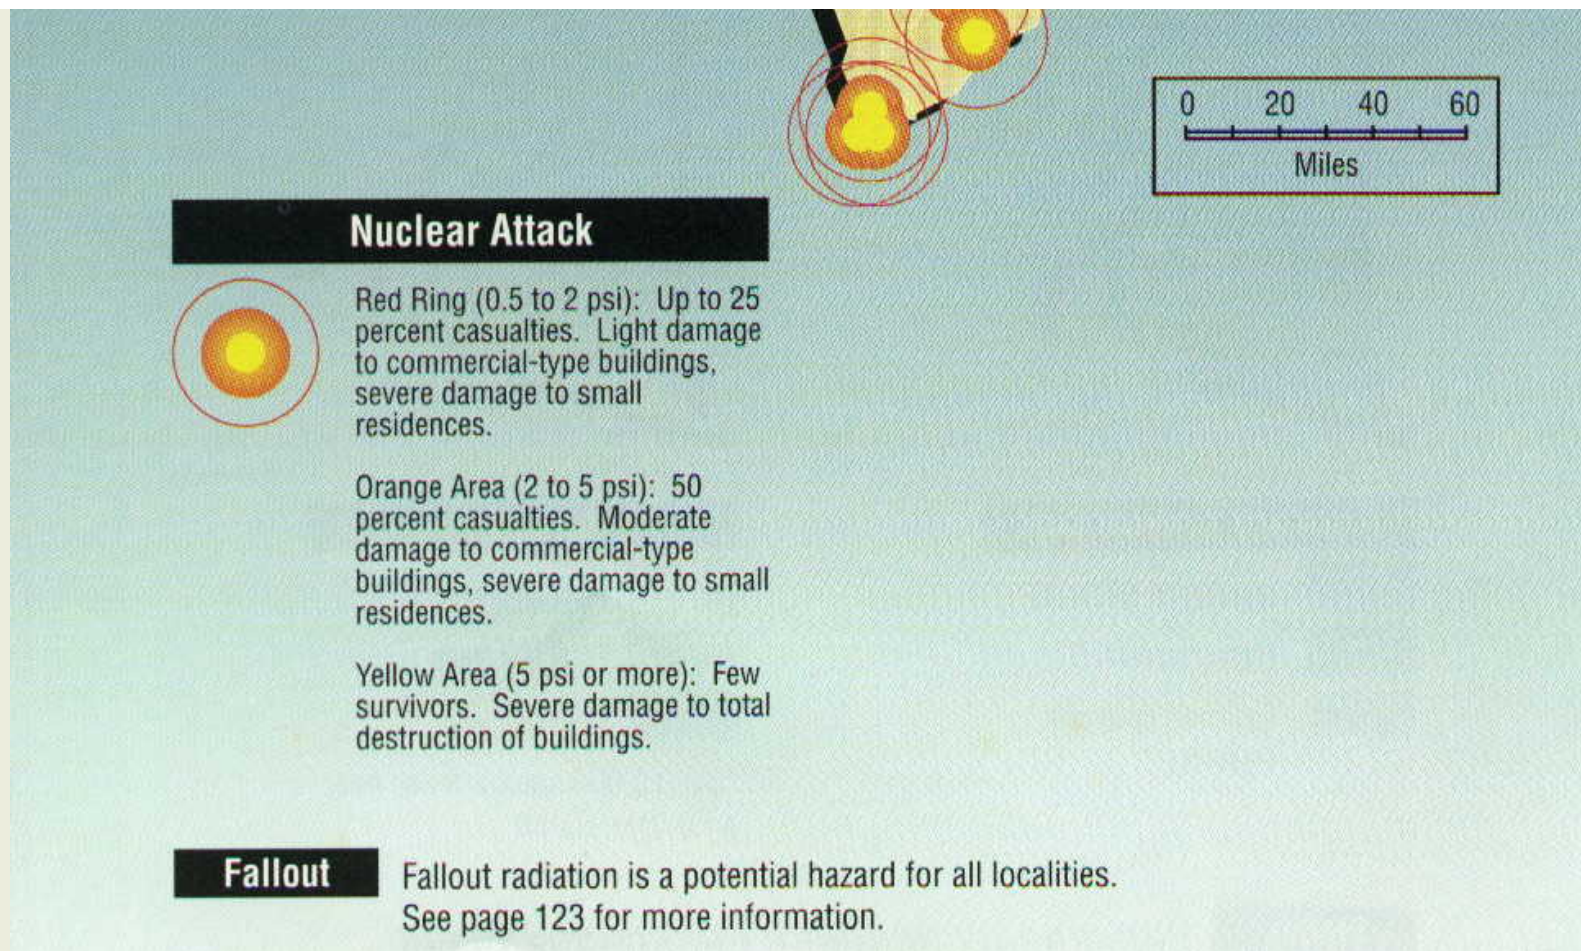 0 20 40 60
Miles
Nuclear Attack
Red Ring (0.5 to 2 psi): Up to 25
percent casualties. Light damage
to commercial-type buildings,
severe damage to small
residences.
Orange Area (2 to 5 psi): 50
percent casualties. Moderate
damage to commercial-type
buildings, severe damage to small
residences.
Yellow Area (5 psi or more): Few
survivors. Severe damage to total
destruction of buildings.
Fallout
Fallout radiation is a potential hazard for all localities.
See page 123 for more information.